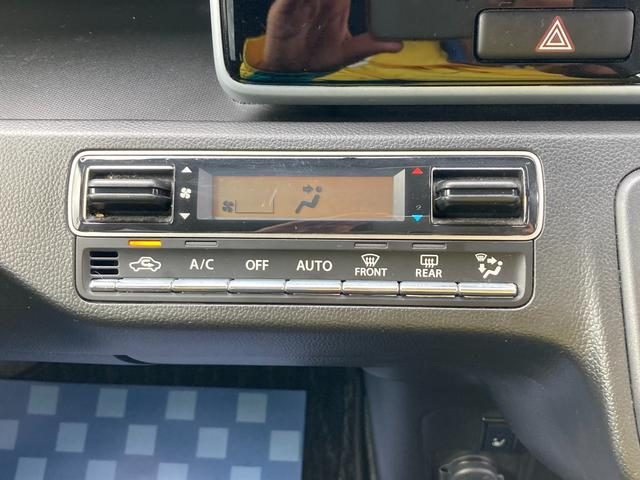 A/C OFF AUTO FRONT REAR